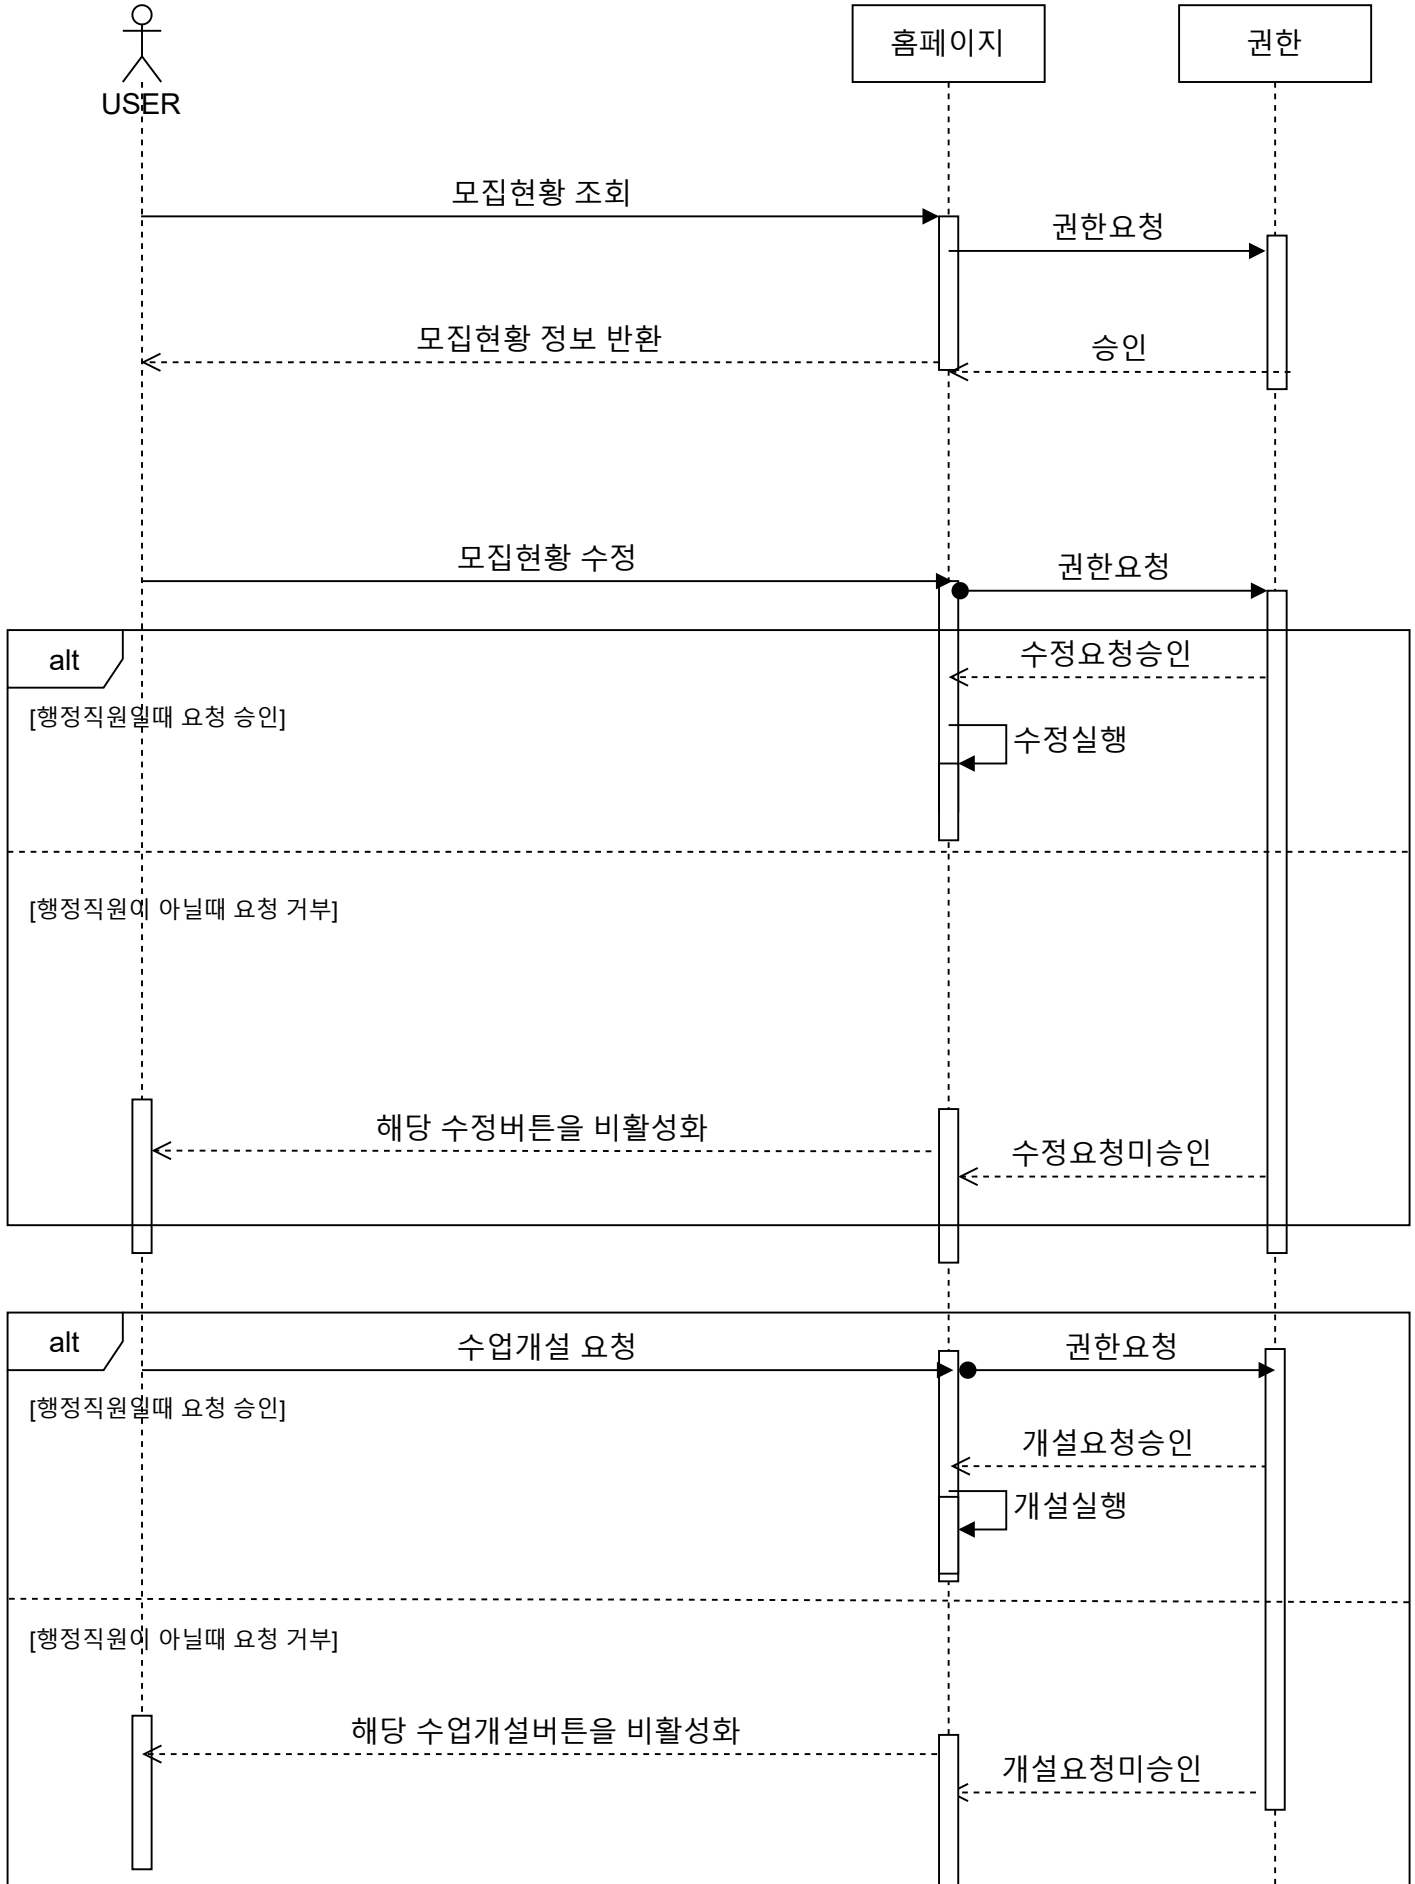 USER
홈페이지
권한
모집현황 조회
권한요청
모집현황 정보 반환
승인
모집현황 수정
권한요청
alt
수정요청승인
[행정직원일때 요청 승인]
수정실행
[행정직원이 아닐때 요청 거부]
해당 수정버튼을 비활성화
수정요청미승인
alt
수업개설 요청
권한요청
[행정직원일때 요청 승인]
개설요청승인
개설실행
[행정직원이 아닐때 요청 거부]
해당 수업개설버튼을 비활성화
개설요청미승인